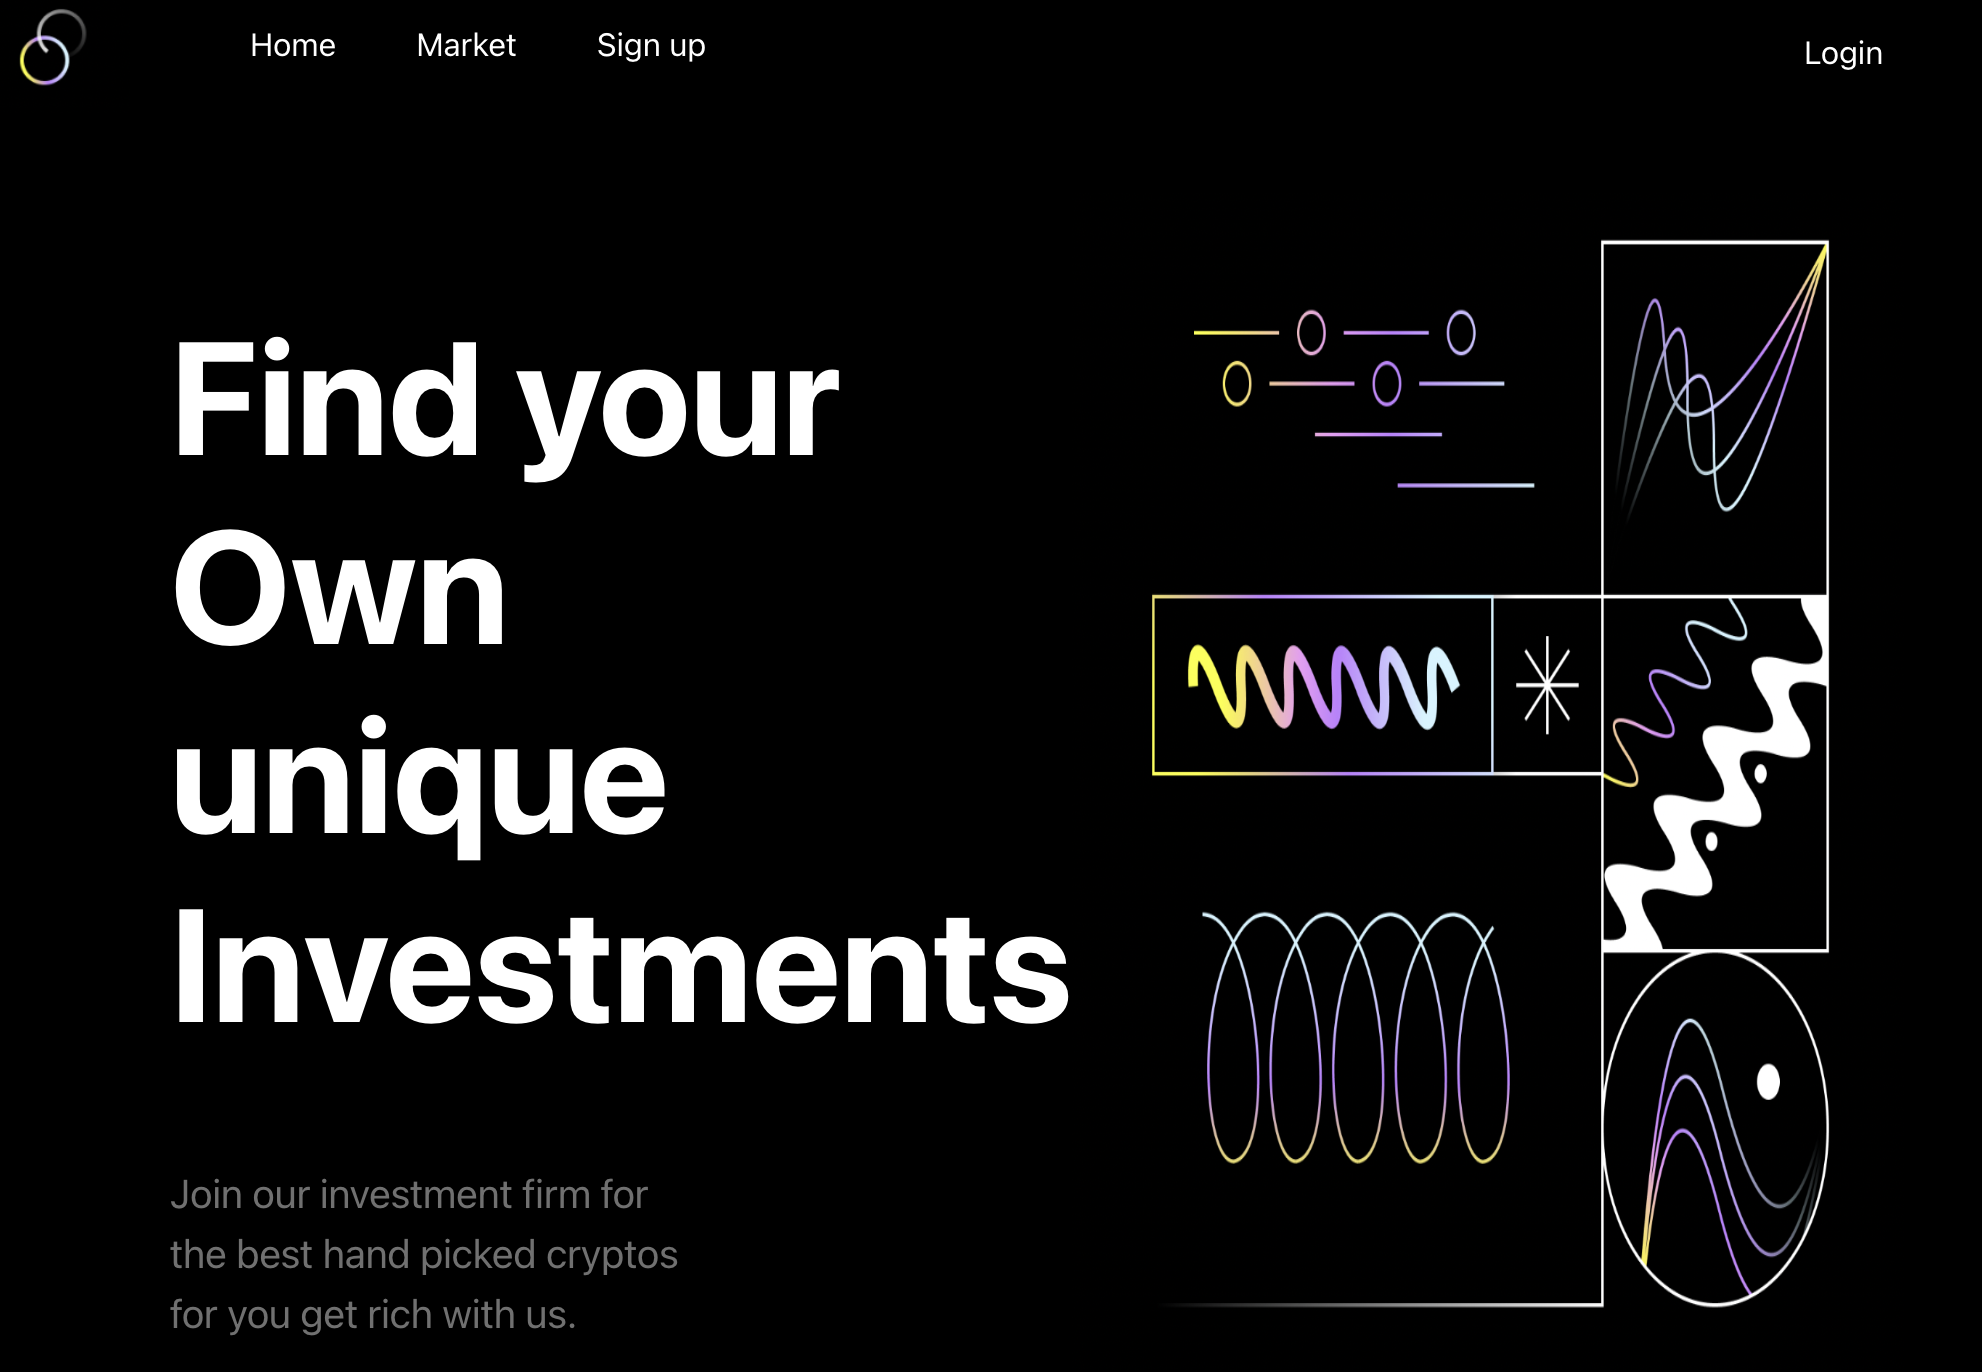 Home
Market
Sign up
Login
Find your
Own
unique
Investments
Join our investment firm for
the best hand picked cryptos
for you get rich with us.